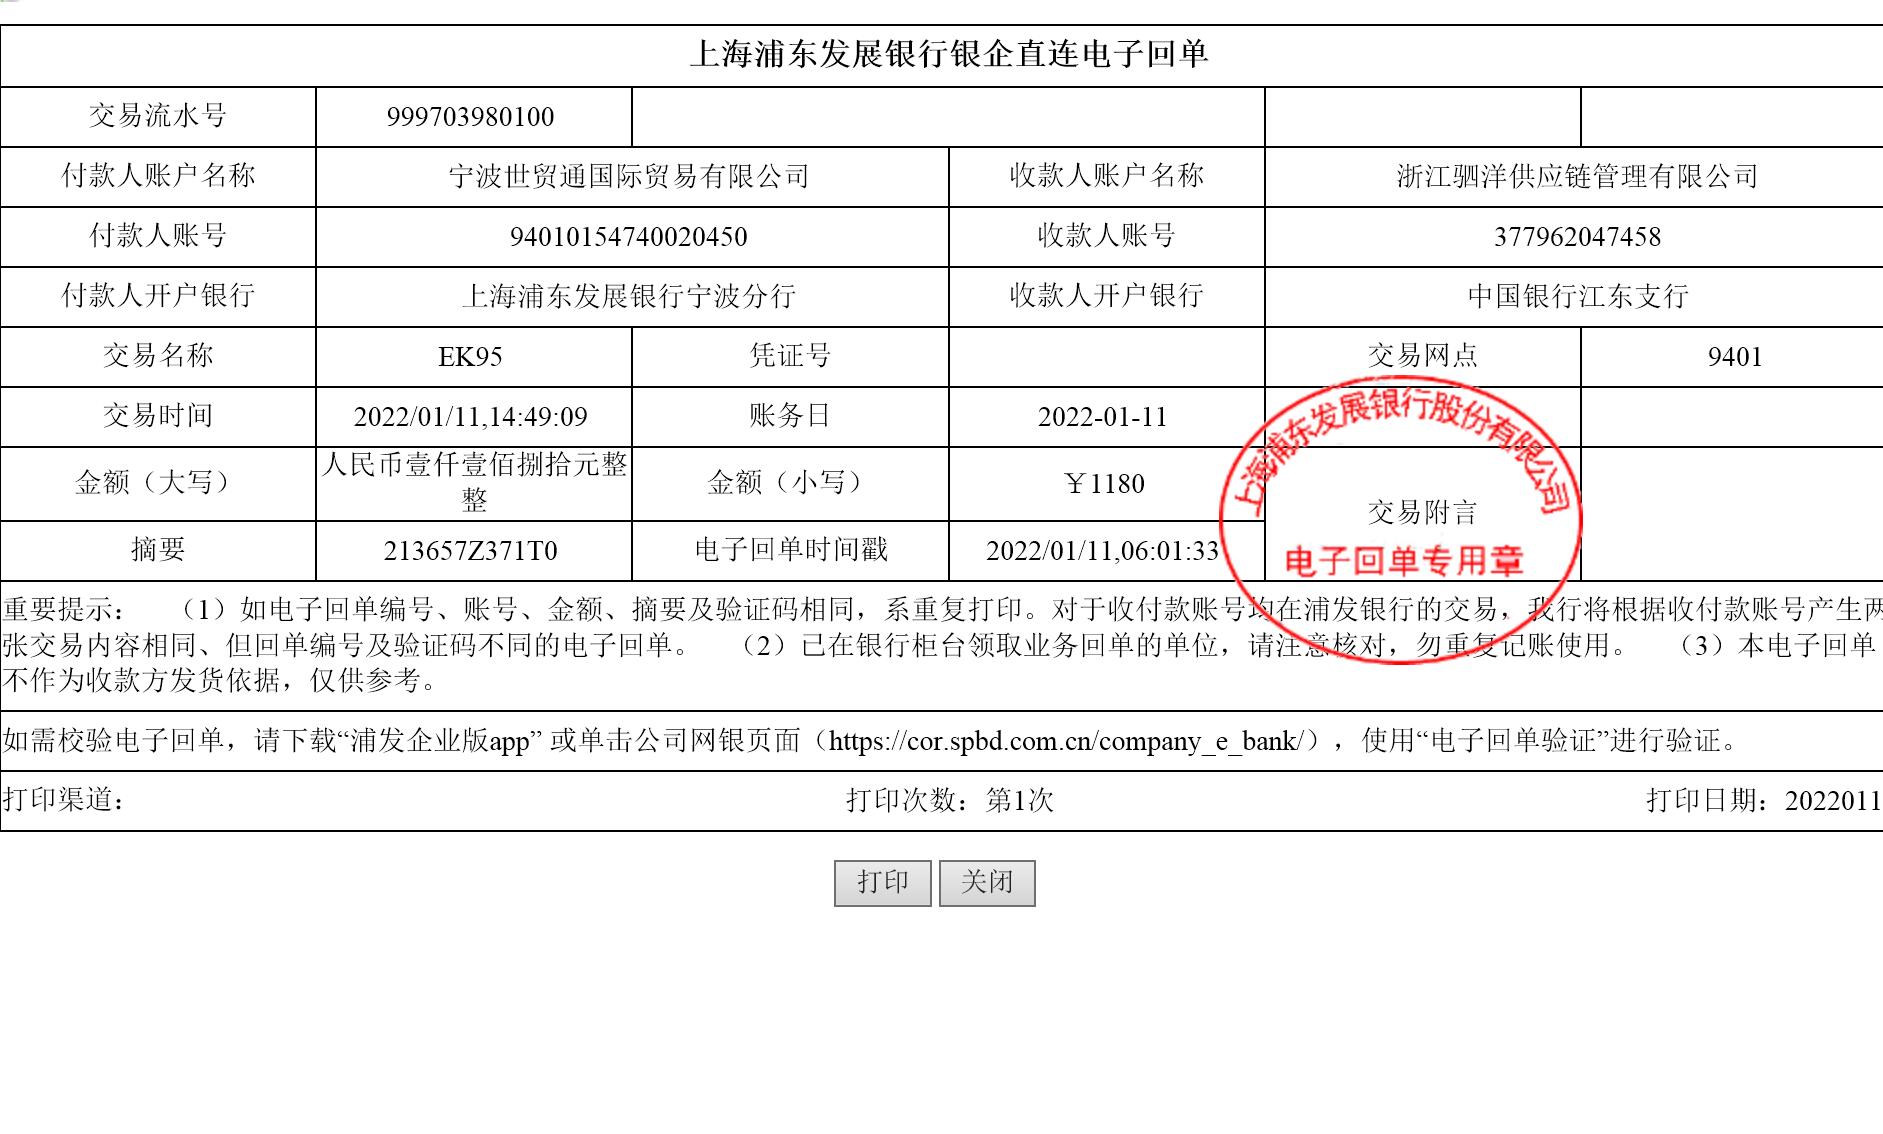 上海浦东发展银行银企直连电子回单
交易流水号 999703980100
付款人账户名称 宁波世贸通国际贸易有限公司 收款人账户名称 浙江驷洋供应链管理有限公司
付款人账号 94010154740020450 收款人账号 377962047458
付款人开户银行 上海浦东发展银行宁波分行 收款人开户银行 中国银行江东支行
交易名称 EK95 凭证号 交易网点 9401
交易时间 2022/01/11,14:49:09 账务日 2022-01-11
金额（大写） 人民币壹仟壹佰捌拾元整
整 金额（小写） ￥1180
交易附言
摘要 213657Z371T0 电子回单时间戳 2022/01/11,06:01:33
上海浦东发展银行股份有限公司
电子回单专用章
重要提示： （1）如电子回单编号、账号、金额、摘要及验证码相同，系重复打印。对于收付款账号均在浦发银行的交易，我行将根据收付款账号产生两
张交易内容相同、但回单编号及验证码不同的电子回单。 （2）已在银行柜台领取业务回单的单位，请注意核对，勿重复记账使用。 （3）本电子回单
不作为收款方发货依据，仅供参考。
如需校验电子回单，请下载“浦发企业版app” 或单击公司网银页面（https://cor.spbd.com.cn/company_e_bank/），使用“电子回单验证”进行验证。
打印渠道： 打印次数：第1次 打印日期：2022011
打印 关闭